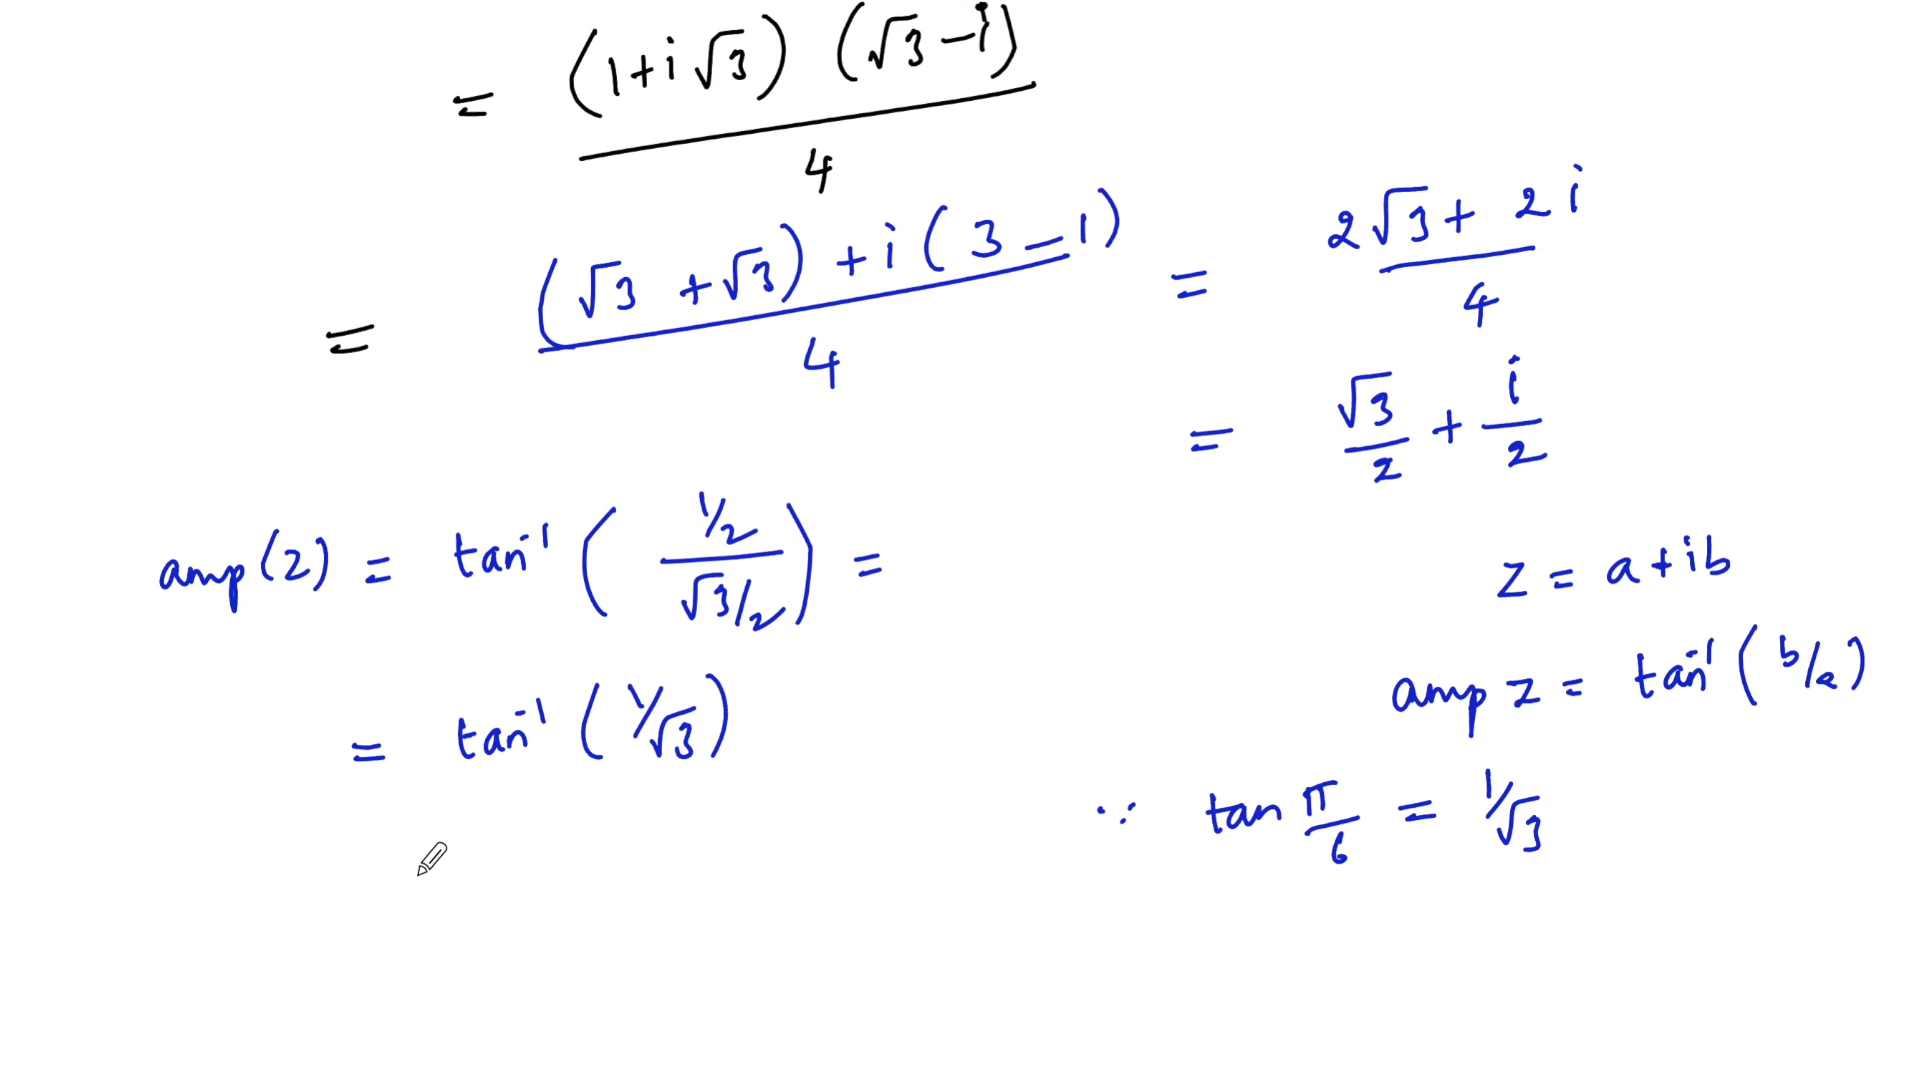 = (1+i√3) (√3-i) / 4
= (√3 + √3) + i(3-1) / 4 = 2√3 + 2i / 4
= √3/2 + i/2
amp(z) = tan⁻¹ ( 1/2 / √3/2 ) =
z = a+ib
amp z = tan⁻¹ (b/a)
= tan⁻¹ (1/√3)
∵ tan π/6 = 1/√3